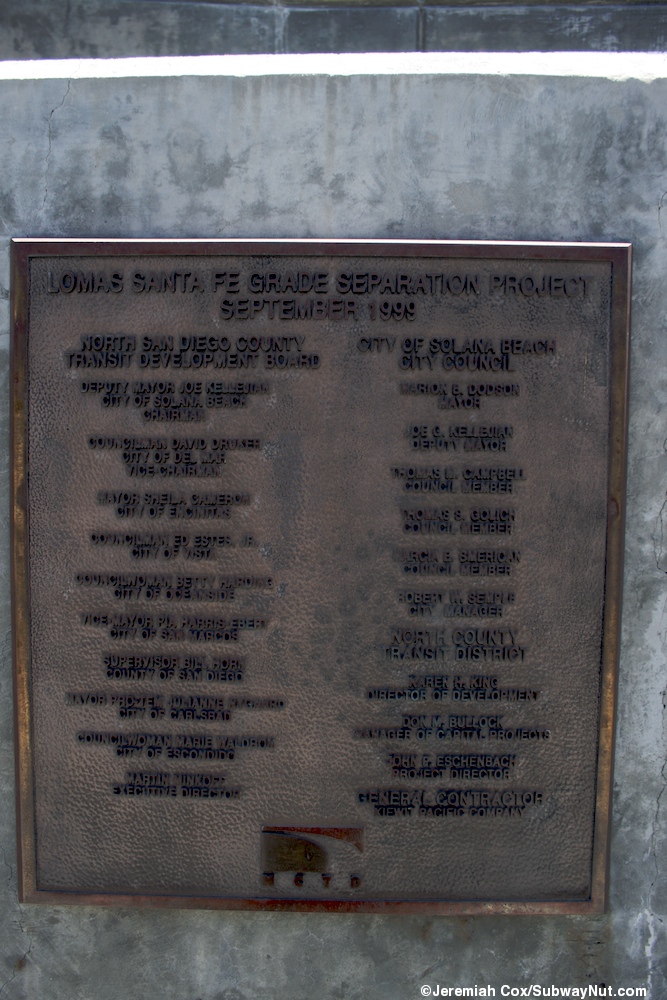 LOMAS SANTA FE GRADE SEPARATION PROJECT
SEPTEMBER 1999
NORTH SAN DIEGO COUNTY
TRANSIT DEVELOPMENT BOARD
DEPUTY MAYOR JOE KELLEJIAN
CITY OF SOLANA BEACH
CHAIRMAN
COUNCILMAN DAVID DRUKER
CITY OF DEL MAR
VICE-CHAIRMAN
MAYOR SHEILA CAMERON
CITY OF ENCINITAS
COUNCILMAN ED ESTES, JR.
CITY OF VISTA
COUNCILWOMAN BETTY HARDING
CITY OF OCEANSIDE
VICE-MAYOR PIA HARRIS-EBERT
CITY OF SAN MARCOS
SUPERVISOR BILL HORN
COUNTY OF SAN DIEGO
MAYOR PRO-TEM, JULIANNE NYGAARD
CITY OF CARLSBAD
COUNCILWOMAN MARIE WALDRON
CITY OF ESCONDIDO
MARTIN MINKOFF
EXECUTIVE DIRECTOR
CITY OF SOLANA BEACH
CITY COUNCIL
MARION B. DODSON
MAYOR
JOE G. KELLEJIAN
DEPUTY MAYOR
THOMAS M. CAMPBELL
COUNCIL MEMBER
THOMAS S. GOLICH
COUNCIL MEMBER
MARCIA B. SMERICAN
COUNCIL MEMBER
ROBERT W. SEMPLE
CITY MANAGER
NORTH COUNTY
TRANSIT DISTRICT
KAREN H. KING
DIRECTOR OF DEVELOPMENT
DON M. BULLOCK
MANAGER OF CAPITAL PROJECTS
JOHN F. ESCHENBACH
PROJECT DIRECTOR
GENERAL CONTRACTOR
KIEWIT PACIFIC COMPANY
NCTD
©Jeremiah Cox/SubwayNut.com